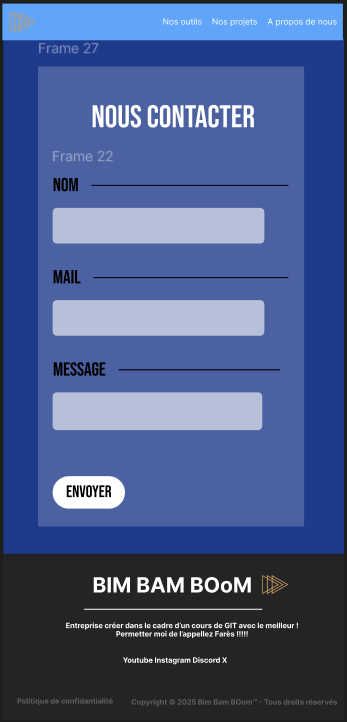 Nos outils Nos projets A propos de nous
Frame 27
NOUS CONTACTER
Frame 22
NOM
MAIL
MESSAGE
ENVOYER
BIM BAM BOoM
Entreprise créer dans le cadre d'un cours de GIT avec le meilleur !
Permetter moi de l'appellez Farès !!!!!
Youtube Instagram Discord X
Politique de confidantialité
Copyright © 2025 Bim Bam BOom™ - Tous droits réservés